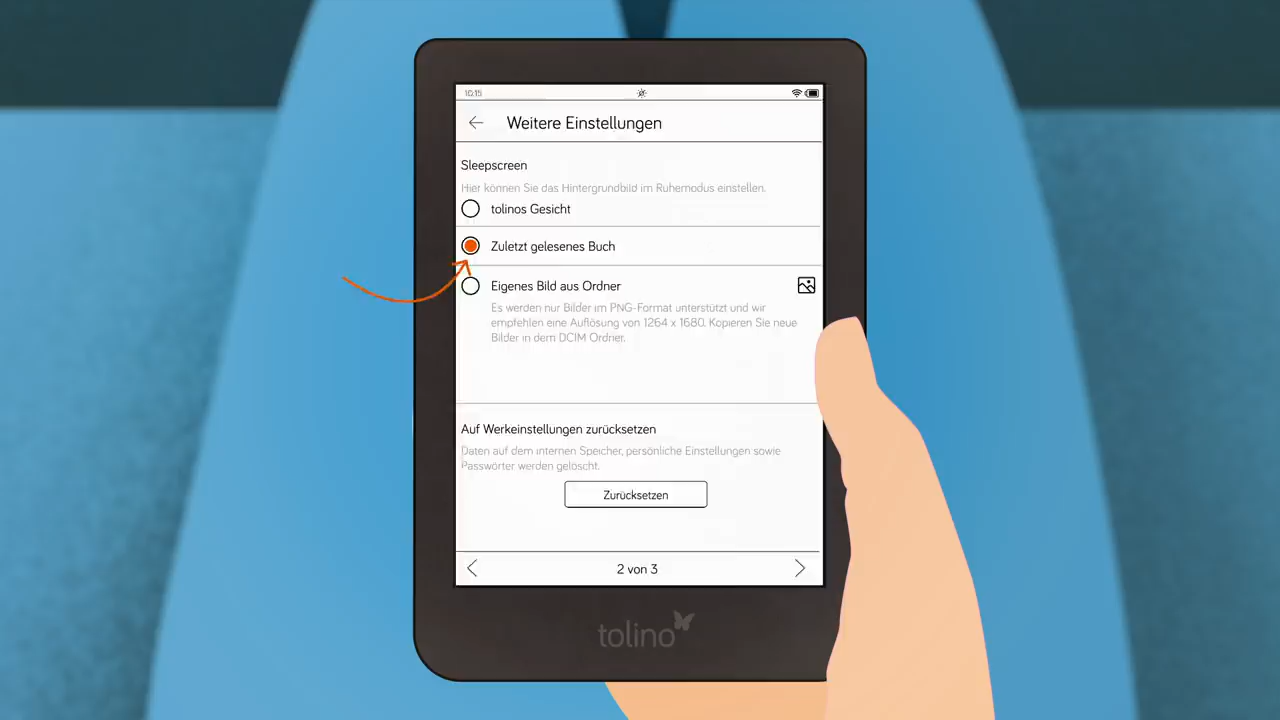 10:15
Weitere Einstellungen
Sleepscreen
Hier können Sie das Hintergrundbild im Ruhemodus einstellen.
tolinos Gesicht
Zuletzt gelesenes Buch
Eigenes Bild aus Ordner
Es werden nur Bilder im PNG-Format unterstützt und wir
empfehlen eine Auflösung von 1264 x 1680. Kopieren Sie neue
Bilder in dem DCIM Ordner.
Auf Werkeinstellungen zurücksetzen
Daten auf dem internen Speicher, persönliche Einstellungen sowie
Passwörter werden gelöscht.
Zurücksetzen
2 von 3
tolino